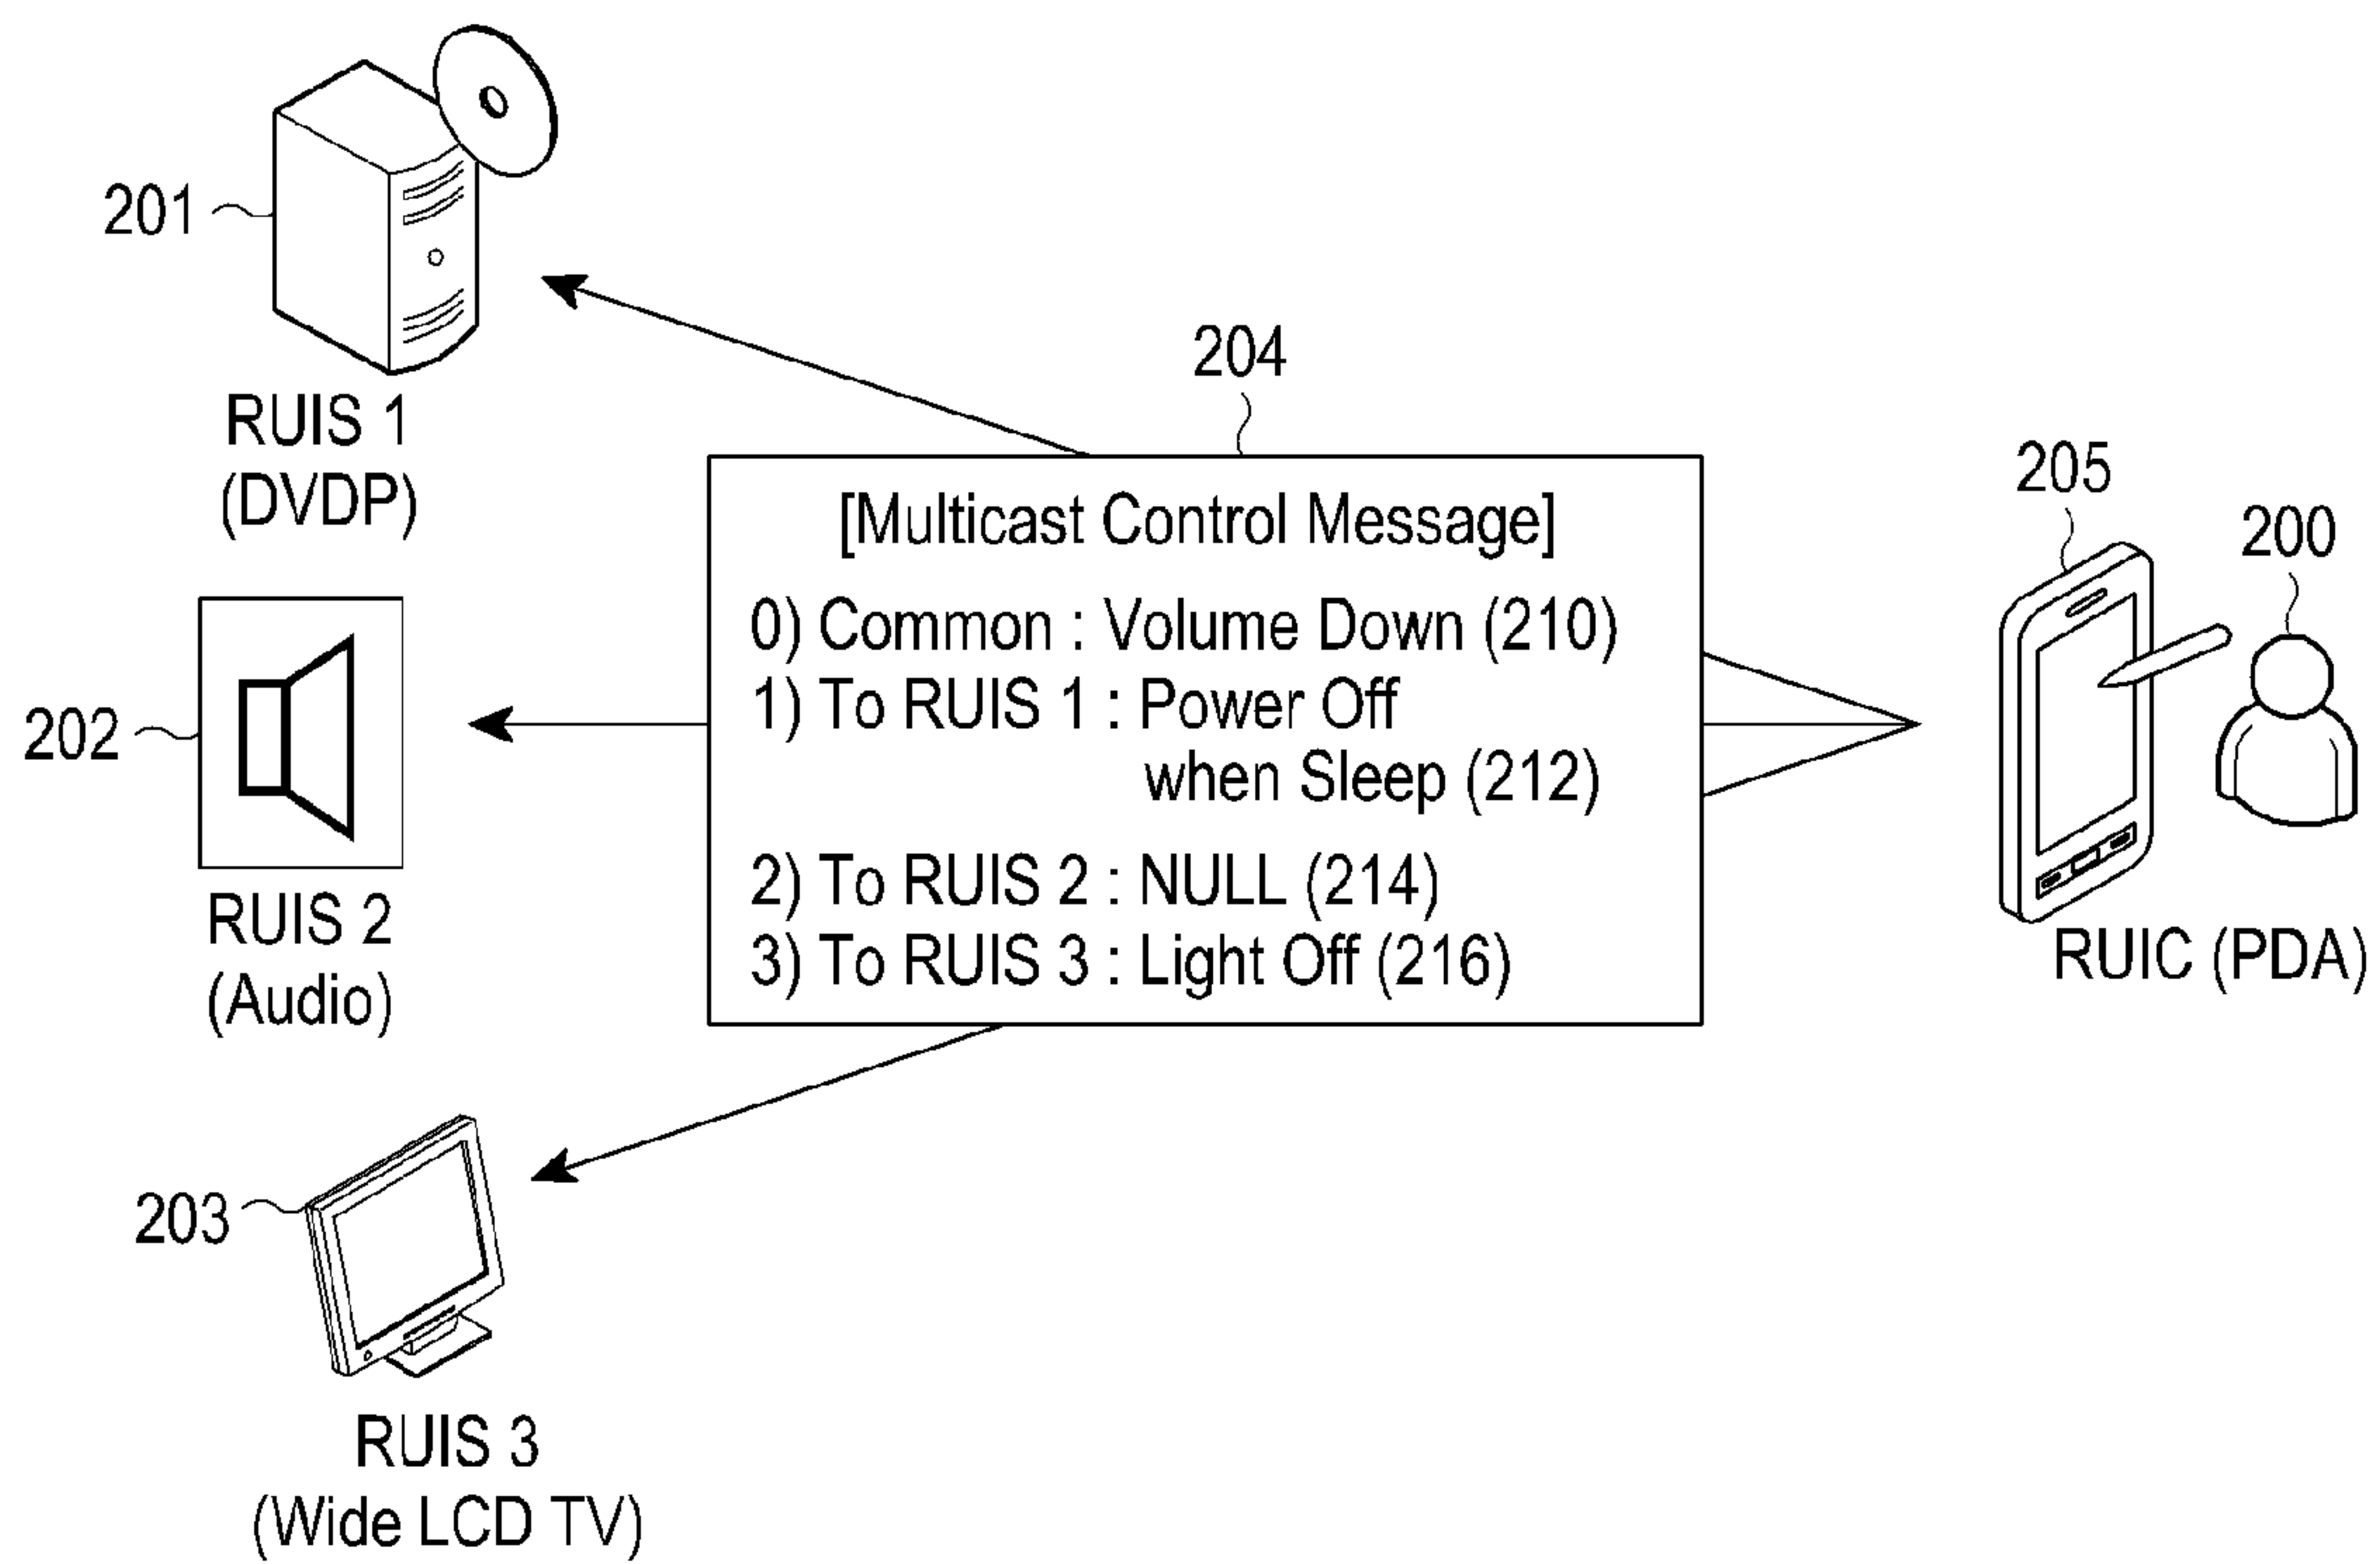 201
RUIS 1
(DVDP)
202
RUIS 2
(Audio)
203
RUIS 3
(Wide LCD TV)
204
[Multicast Control Message]
0) Common : Volume Down (210)
1) To RUIS 1 : Power Off
when Sleep (212)
2) To RUIS 2 : NULL (214)
3) To RUIS 3 : Light Off (216)
205
200
RUIC (PDA)